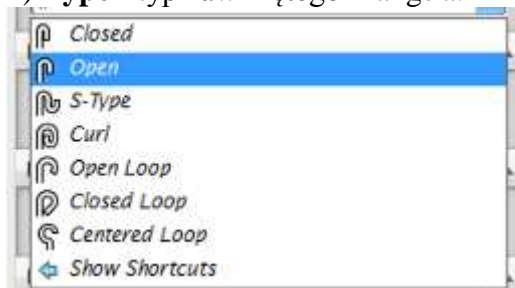 Closed
Open
S-Type
Curl
Open Loop
Closed Loop
Centered Loop
Show Shortcuts